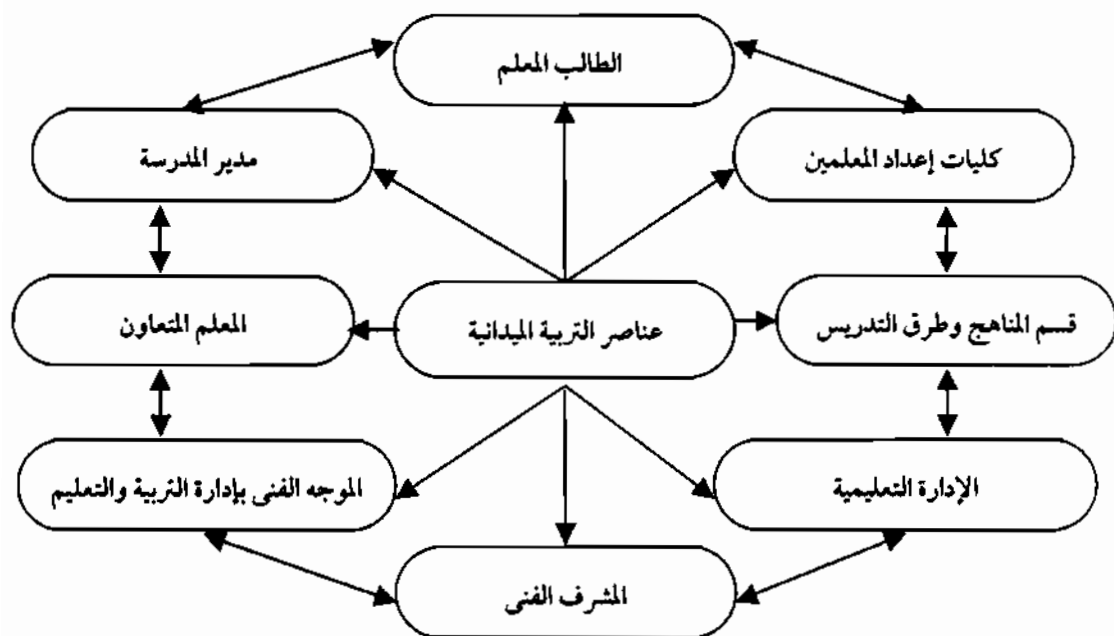 الطالب المعلم
كليات إعداد المعلمين
مدير المدرسة
قسم المناهج وطرق التدريس
عناصر التربية الميدانية
المعلم المتعاون
الإدارة التعليمية
الموجه الفنى بإدارة التربية والتعليم
المشرف الفنى